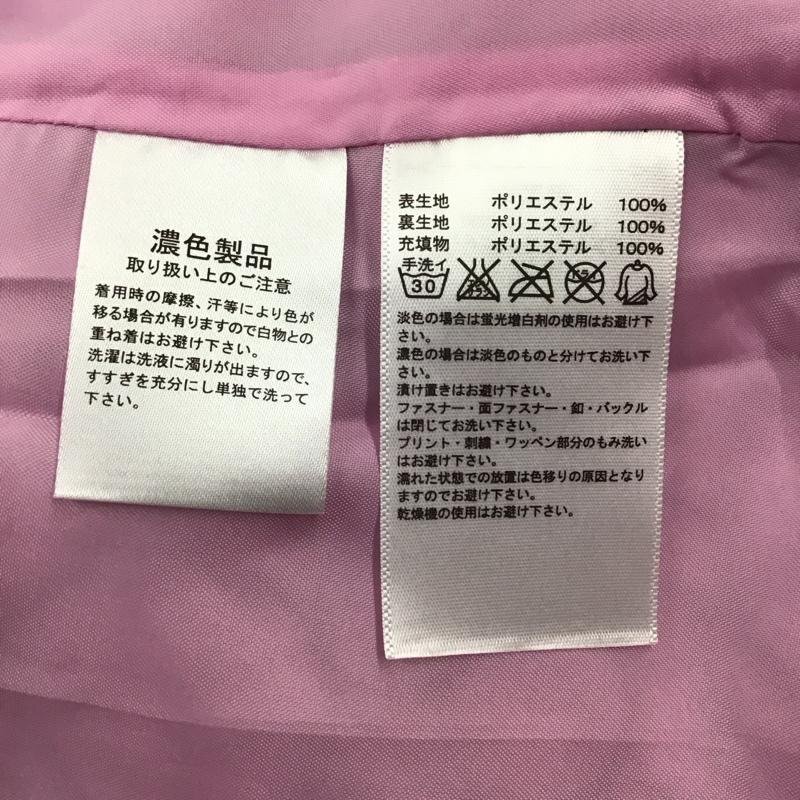 濃色製品
取り扱い上のご注意
着用時の摩擦、汗等により色が
移る場合が有りますので白物との
重ね着はお避け下さい。
洗濯は洗液に濁りが出ますので、
すすぎを充分にし単独で洗って
下さい。
表生地 ポリエステル 100%
裏生地 ポリエステル 100%
充填物 ポリエステル 100%
手洗イ
30
エンソ
サラシ
ドライ
淡色の場合は蛍光増白剤の使用はお避け下
さい。
濃色の場合は淡色のものと分けてお洗い下
さい。
漬け置きはお避け下さい。
ファスナー・面ファスナー・釦・バックル
は閉じてお洗い下さい。
プリント・刺繍・ワッペン部分のもみ洗い
はお避け下さい。
濡れた状態での放置は色移りの原因となり
ますのでお避け下さい。
乾燥機の使用はお避け下さい。